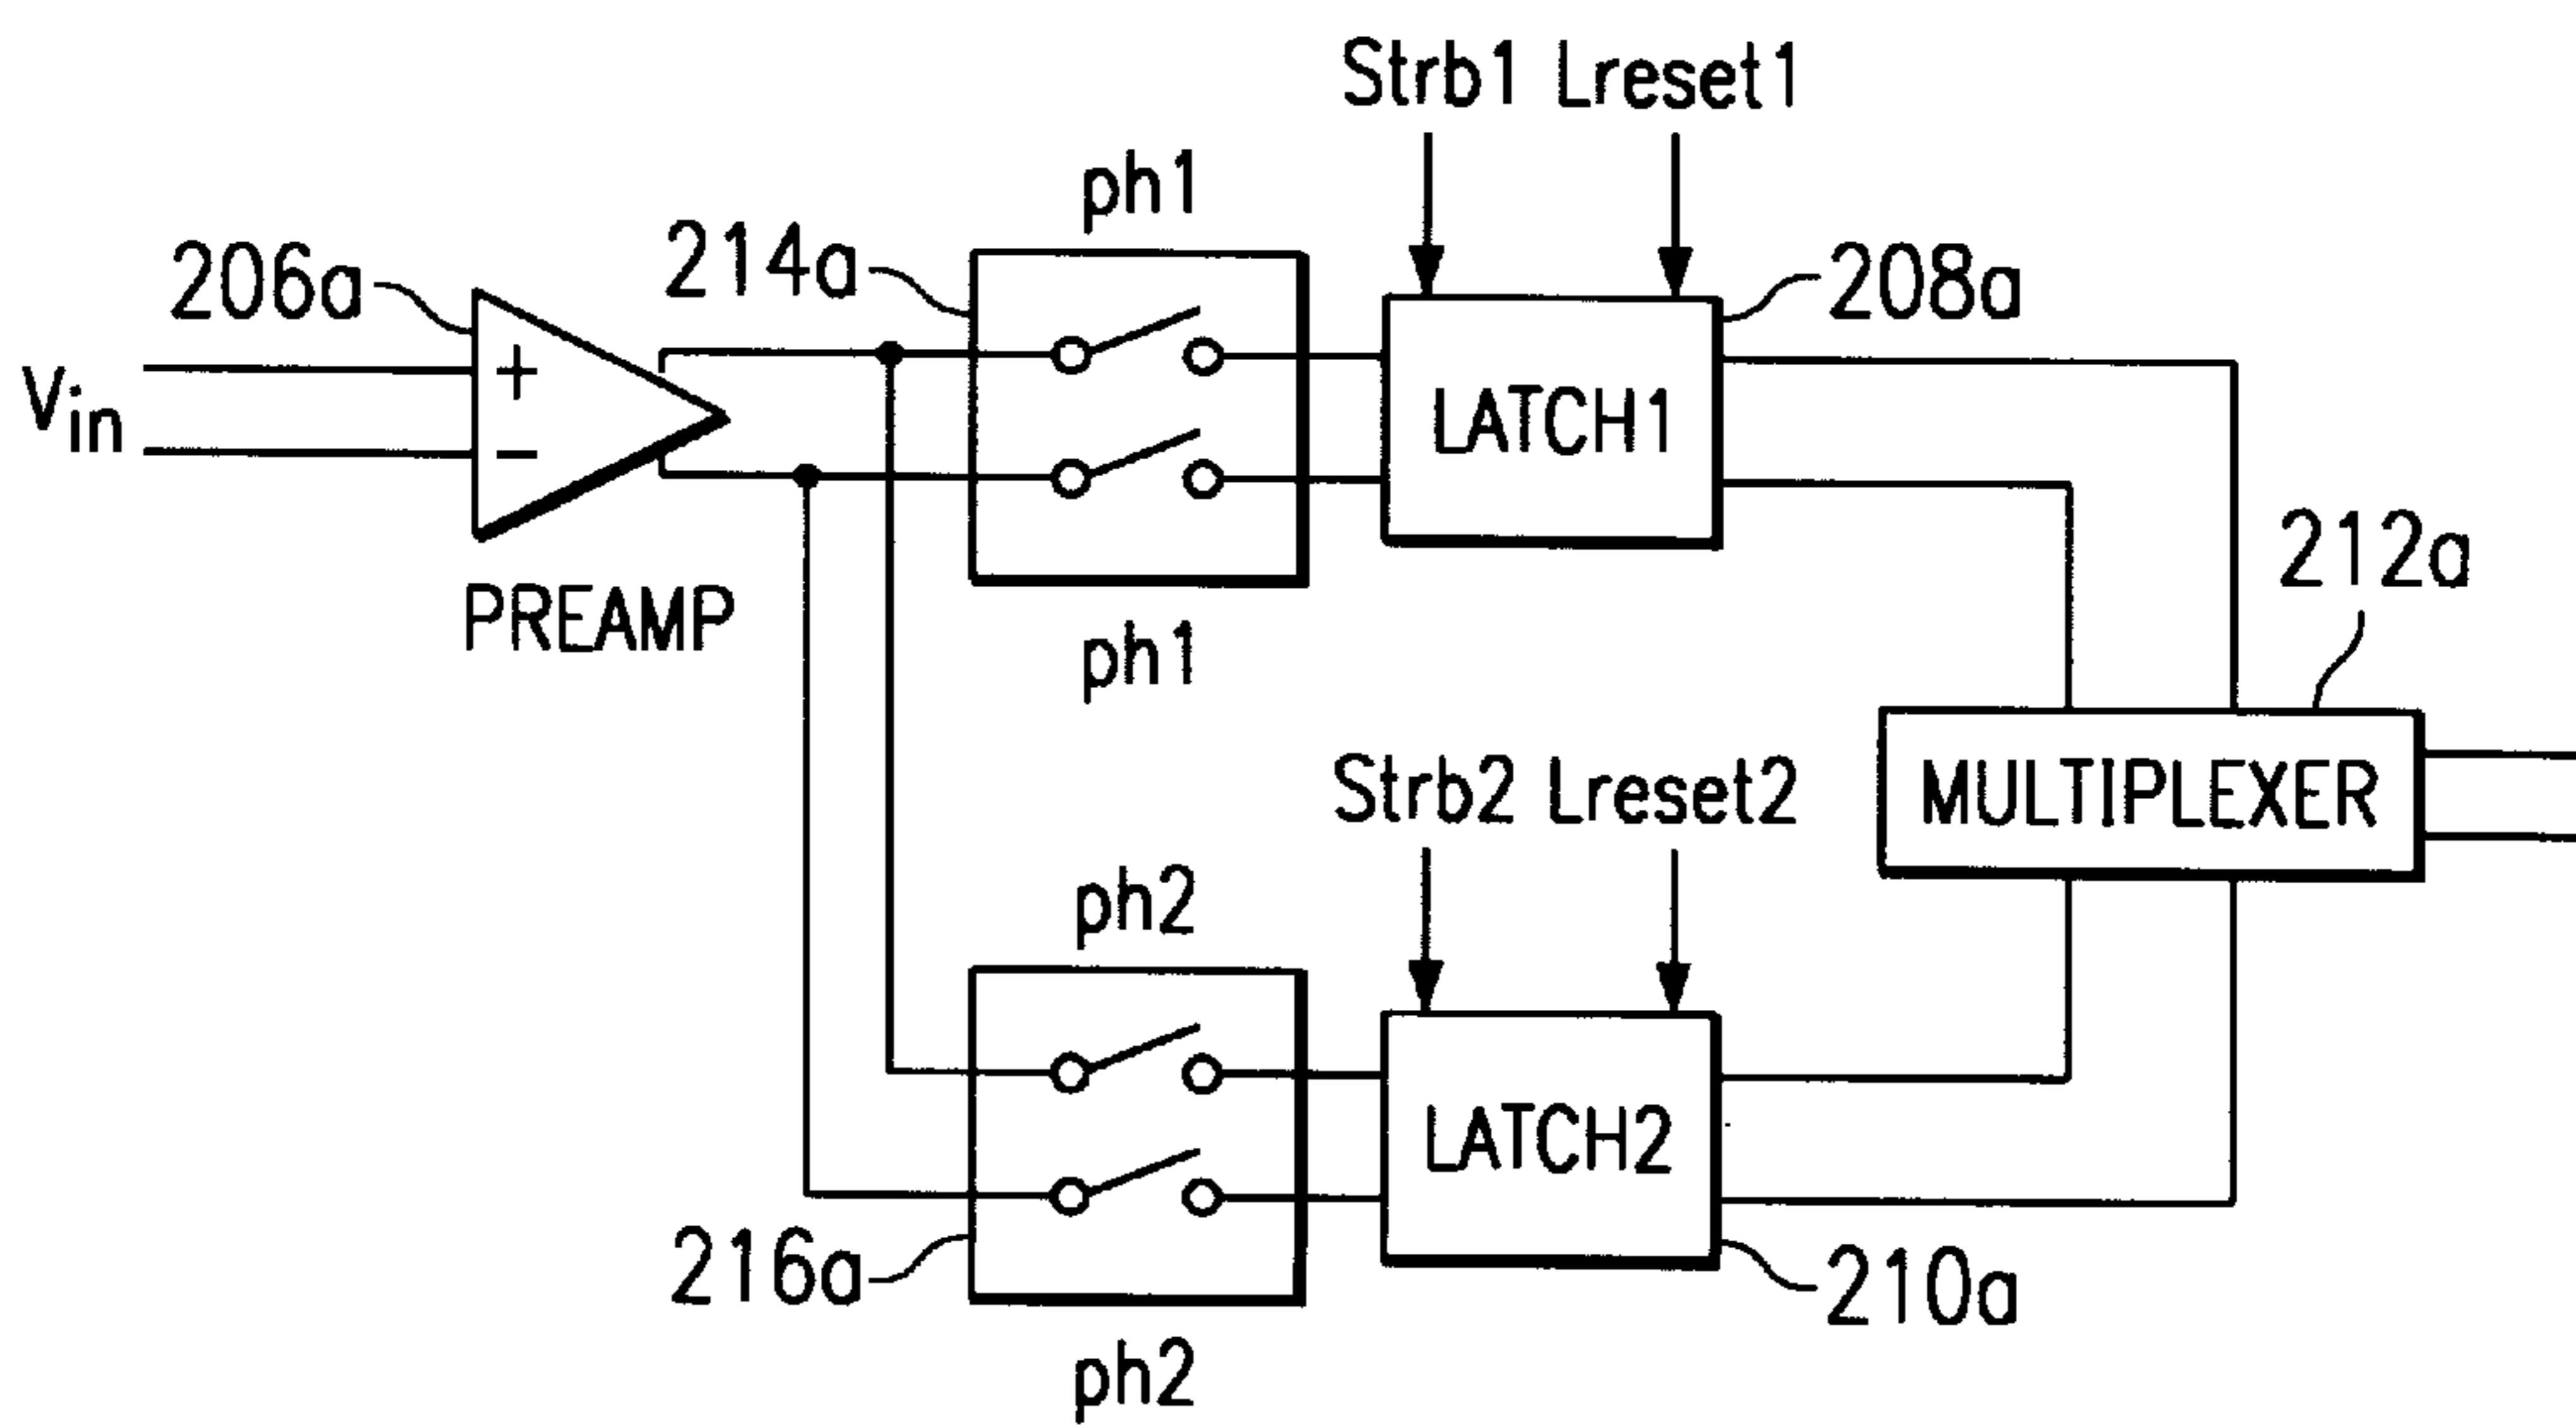 Strb1 Lreset1
ph1
206a
214a
208a
Vin
+
-
LATCH1
PREAMP
ph1
212a
Strb2 Lreset2
MULTIPLEXER
ph2
LATCH2
216a
210a
ph2